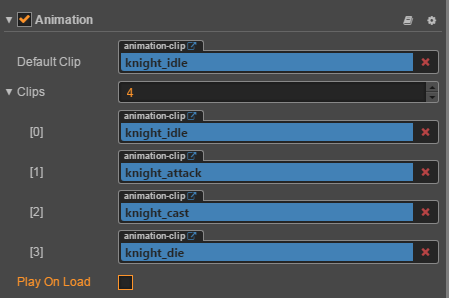 Animation
animation-clip
Default Clip knight_idle
Clips 4
animation-clip
[0] knight_idle
animation-clip
[1] knight_attack
animation-clip
[2] knight_cast
animation-clip
[3] knight_die
Play On Load